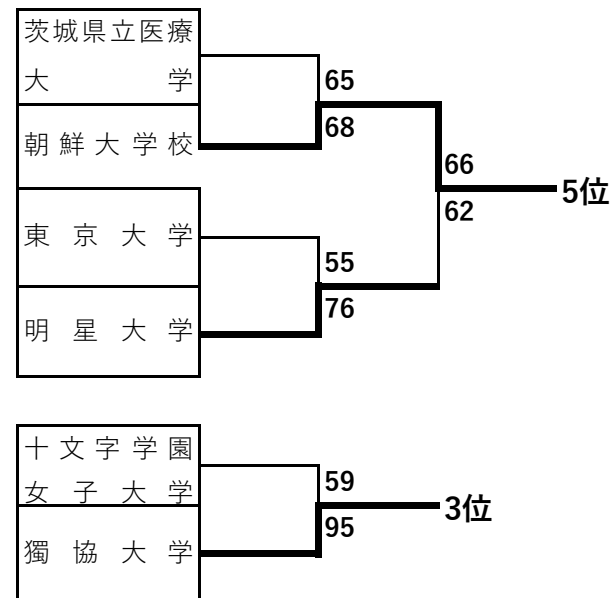 茨城県立医療
大学
65
68
朝鮮大学校
66
5位
62
東京大学
55
76
明星大学
十文字学園
女子大学
59
3位
95
獨協大学